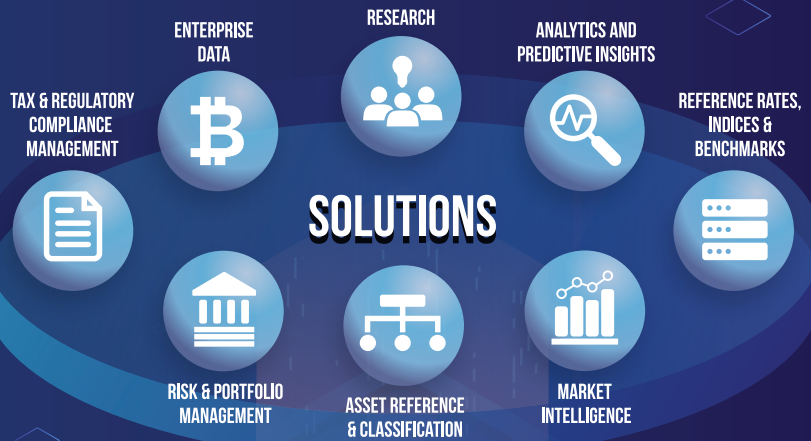 RESEARCH
ENTERPRISE
DATA
ANALYTICS AND
PREDICTIVE INSIGHTS
TAX & REGULATORY
COMPLIANCE
MANAGEMENT
REFERENCE RATES,
INDICES &
BENCHMARKS
SOLUTIONS
RISK & PORTFOLIO
MANAGEMENT
ASSET REFERENCE
& CLASSIFICATION
MARKET
INTELLIGENCE